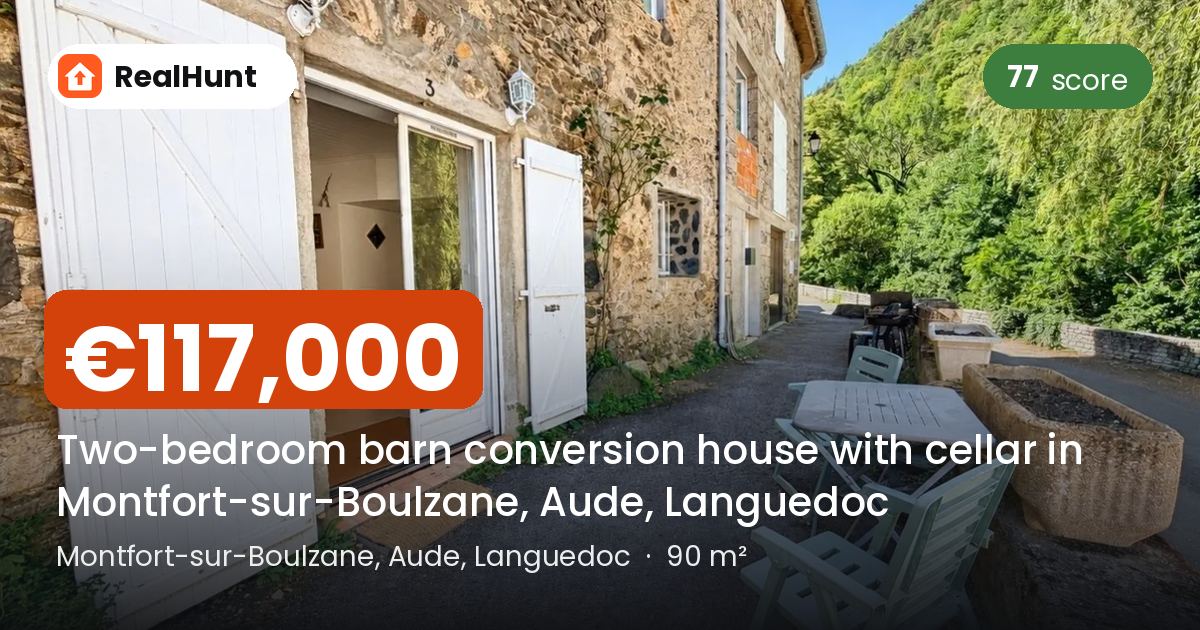 RealHunt
77 score
3
€117,000
Two-bedroom barn conversion house with cellar in
Montfort-sur-Boulzane, Aude, Languedoc
Montfort-sur-Boulzane, Aude, Languedoc · 90 m²